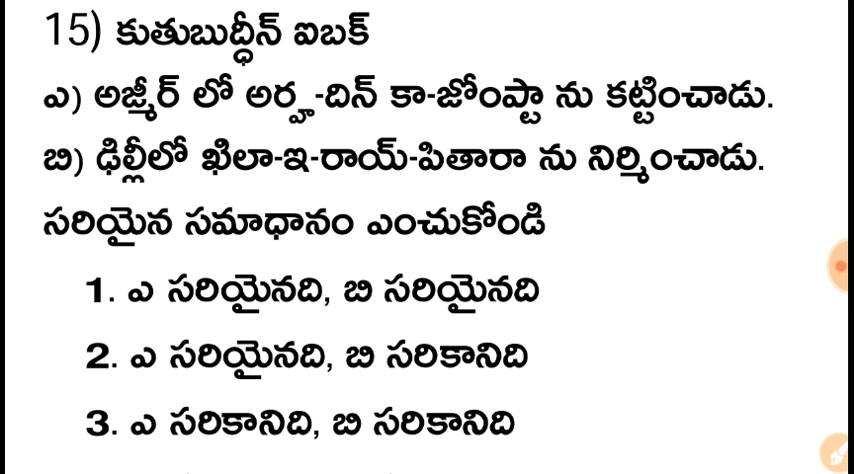 15) కుతుబుద్ధీన్ ఐబక్
ఎ) అజ్మీర్ లో అర్హ-దిన్ కా-జోంప్టా ను కట్టించాడు.
బి) ఢిల్లీలో ఖిలా-ఇ-రాయ్-పితారా ను నిర్మించాడు.
సరియైన సమాధానం ఎంచుకోండి
1. ఎ సరియైనది, బి సరియైనది
2. ఎ సరియైనది, బి సరికానిది
3. ఎ సరికానిది, బి సరికానిది